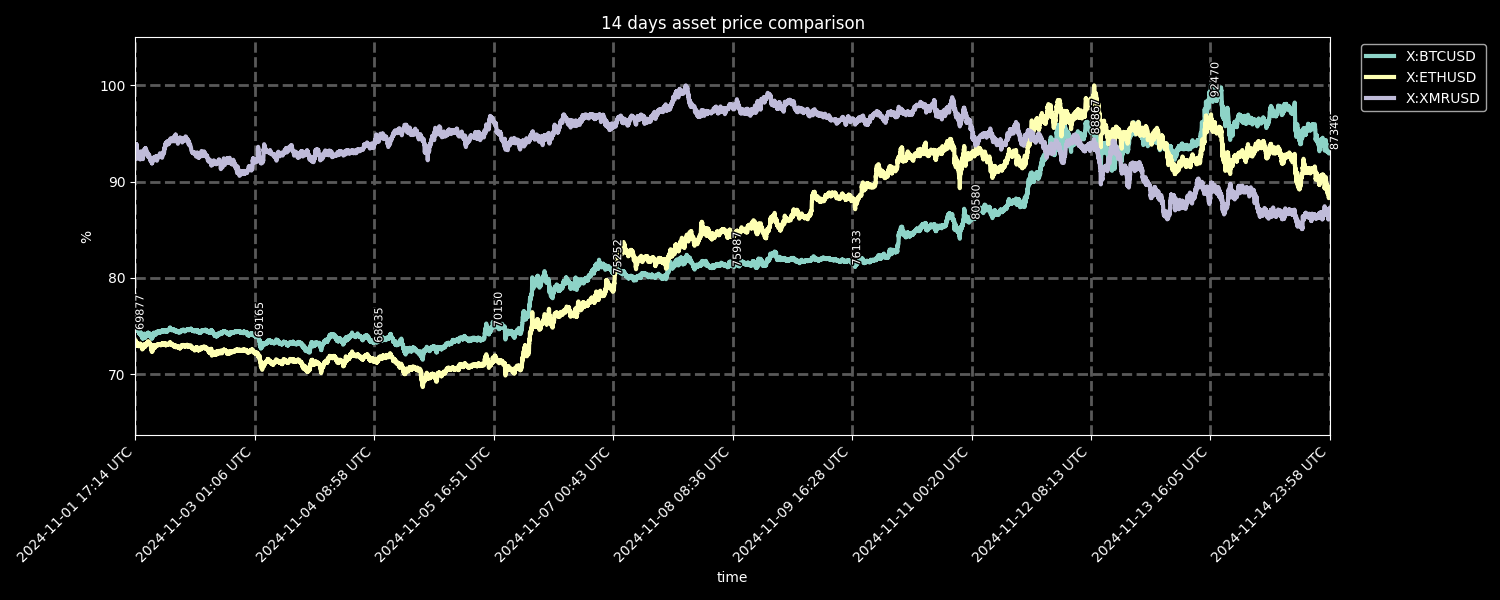 14 days asset price comparison
X:BTCUSD
X:ETHUSD
X:XMRUSD
100
90
80
70
%
69877
69165
68635
70150
75252
75987
76133
80580
88867
92470
87346
2024-11-01 17:14 UTC
2024-11-03 01:06 UTC
2024-11-04 08:58 UTC
2024-11-05 16:51 UTC
2024-11-07 00:43 UTC
2024-11-08 08:36 UTC
2024-11-09 16:28 UTC
2024-11-11 00:20 UTC
2024-11-12 08:13 UTC
2024-11-13 16:05 UTC
2024-11-14 23:58 UTC
time